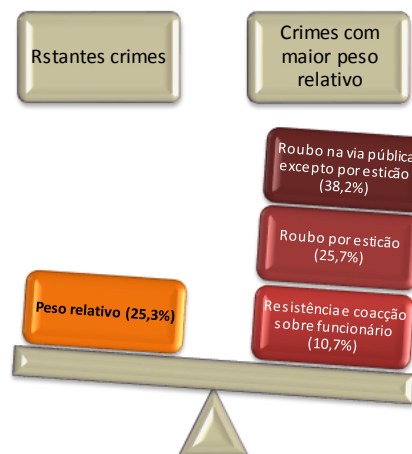 Rstantes crimes
Crimes com
maior peso
relativo
Roubo na via pública
excepto por esticão
(38,2%)
Roubo por esticão
(25,7%)
Resistência e coacção
sobre funcionário
(10,7%)
Peso relativo (25,3%)